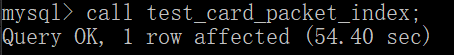 mysql> call test_card_packet_index;
Query OK, 1 row affected (54.40 sec)